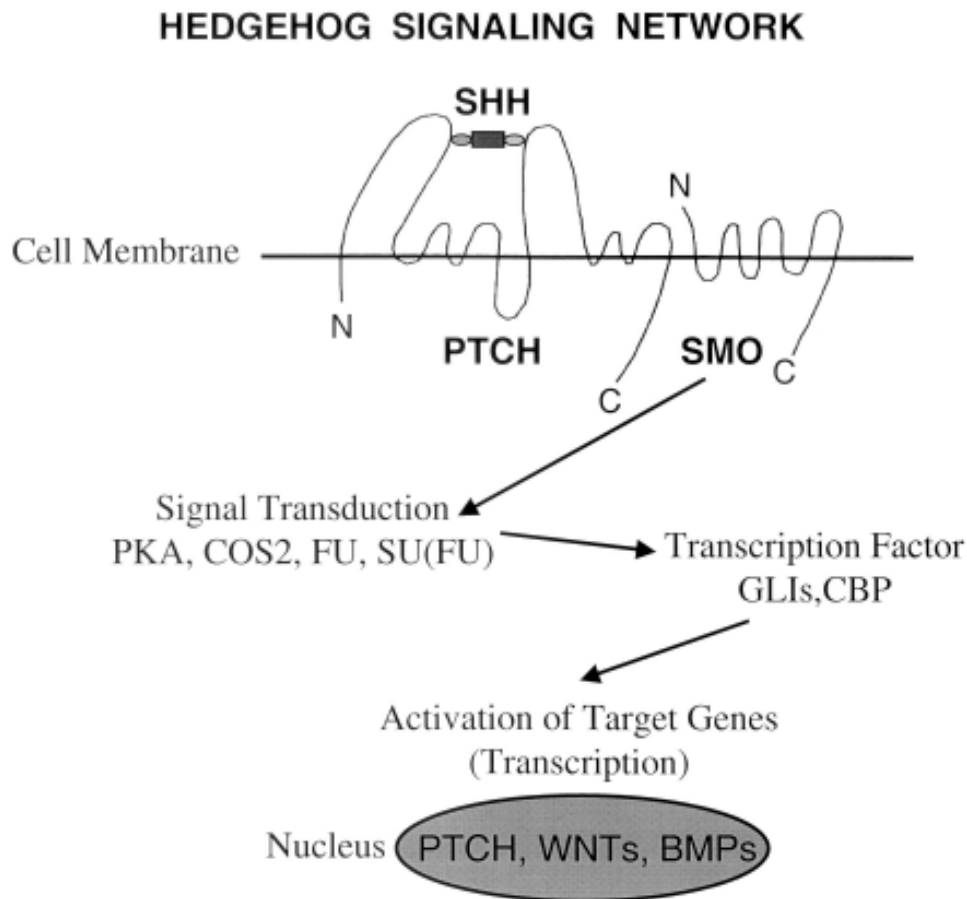 HEDGEHOG SIGNALING NETWORK
SHH
N
Cell Membrane
N
PTCH
SMO
C
C
Signal Transduction
PKA, COS2, FU, SU(FU)
Transcription Factor
GLIs,CBP
Activation of Target Genes
(Transcription)
Nucleus
PTCH, WNTs, BMPs